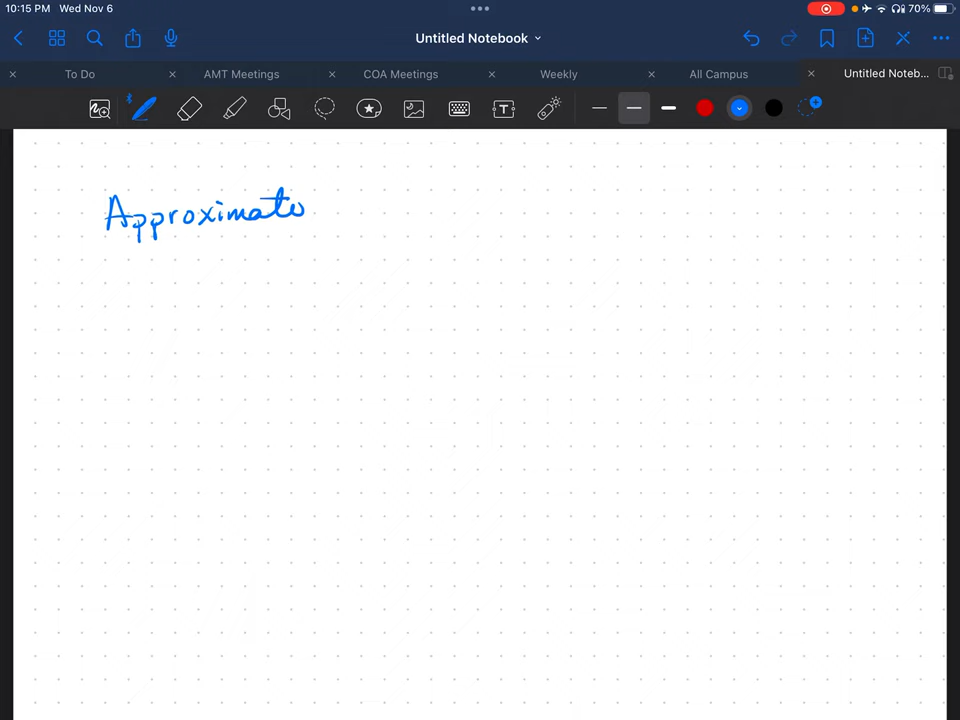 10:15 PM Wed Nov 6
70%
Untitled Notebook
To Do
AMT Meetings
COA Meetings
Weekly
All Campus
Untitled Noteb...
T
Approximate